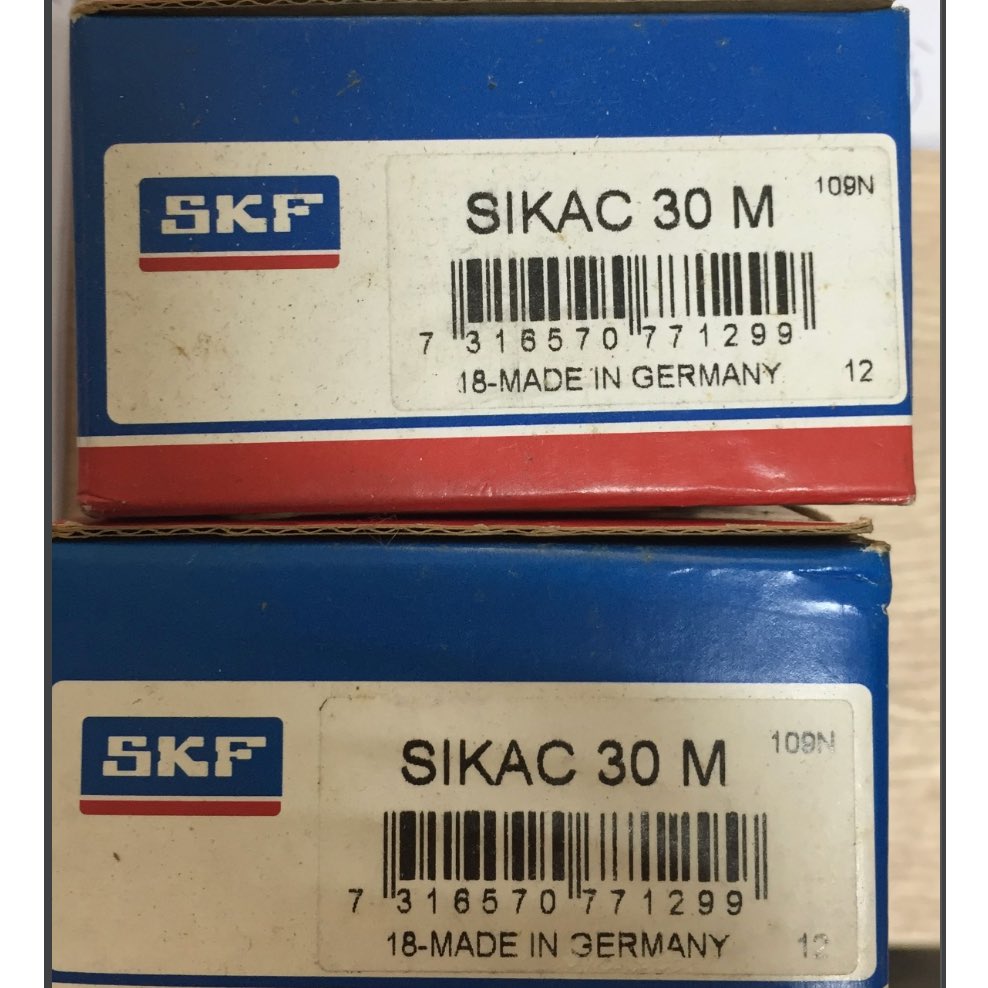 SKF
SIKAC 30 M
109N
7 316570 771299
18-MADE IN GERMANY
12
SKF
SIKAC 30 M
109N
7 316570 771299
18-MADE IN GERMANY
12